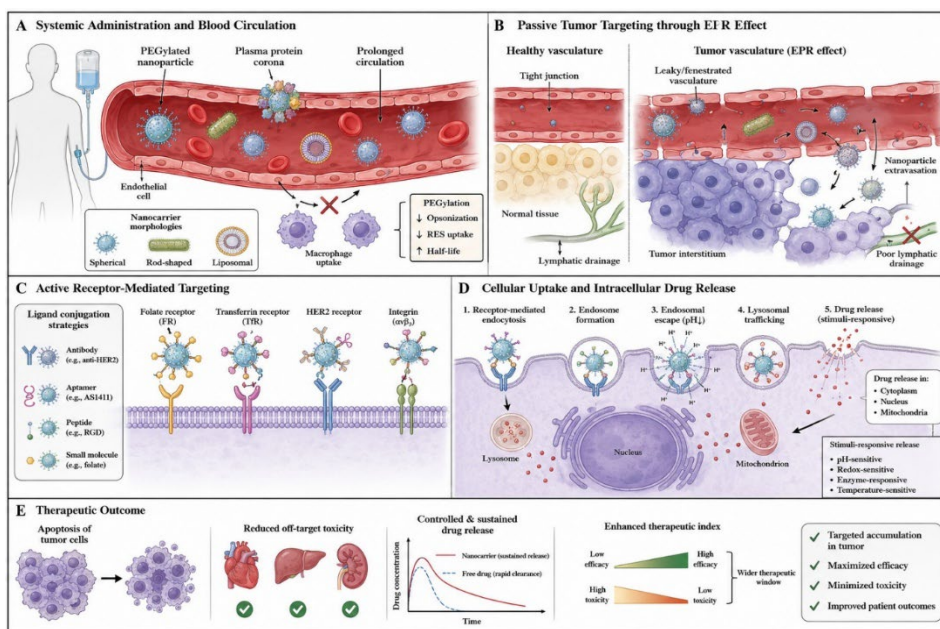 A Systemic Administration and Blood Circulation
PEGylated
nanoparticle
Plasma protein
corona
Prolonged
circulation
Endothelial
cell
Nanocarrier
morphologies
Spherical
Rod-shaped
Liposomal
Macrophage
uptake
PEGylation
↓ Opsonization
↓ RES uptake
↑ Half-life
B Passive Tumor Targeting through EFR Effect
Healthy vasculature
Tight junction
Normal tissue
Lymphatic drainage
Tumor vasculature (EPR effect)
Leaky/fenestrated
vasculature
Nanoparticle
extravasation
Tumor interstitium
Poor lymphatic
drainage
C Active Receptor-Mediated Targeting
Ligand conjugation
strategies
Antibody
(e.g., anti-HER2)
Aptamer
(e.g., AS1411)
Peptide
(e.g., RGD)
Small molecule
(e.g., folate)
Folate receptor
(FR)
Transferrin receptor
(TfR)
HER2 receptor
Integrin
(αvβ₃)
D Cellular Uptake and Intracellular Drug Release
1. Receptor-mediated
endocytosis
2. Endosome
formation
3. Endosomal
escape (pH↓)
4. Lysosomal
trafficking
5. Drug release
(stimuli-responsive)
H⁺ H⁺
H⁺ H⁺
H⁺ H⁺
H⁺ H⁺
Lysosome
Nucleus
Mitochondrion
Drug release in:
• Cytoplasm
• Nucleus
• Mitochondria
Stimuli-responsive release
• pH-sensitive
• Redox-sensitive
• Enzyme-responsive
• Temperature-sensitive
E Therapeutic Outcome
Apoptosis of
tumor cells
Reduced off-target toxicity
Controlled & sustained
drug release
Drug concentration
Nanocarrier (sustained release)
Free drug (rapid clearance)
Time
Enhanced therapeutic index
Low
efficacy
High
efficacy
High
toxicity
Low
toxicity
Wider therapeutic
window
Targeted accumulation
in tumor
Maximized efficacy
Minimized toxicity
Improved patient outcomes